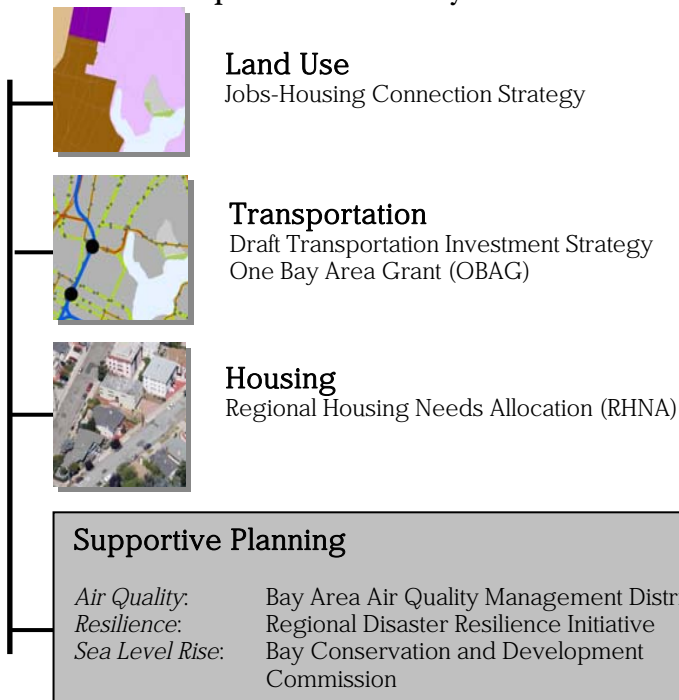 Land Use
Jobs-Housing Connection Strategy
Transportation
Draft Transportation Investment Strategy
One Bay Area Grant (OBAG)
Housing
Regional Housing Needs Allocation (RHNA)
Supportive Planning
Air Quality: Bay Area Air Quality Management
Resilience: Regional Disaster Resilience Initiative
Sea Level Rise: Bay Conservation and Development
Commission